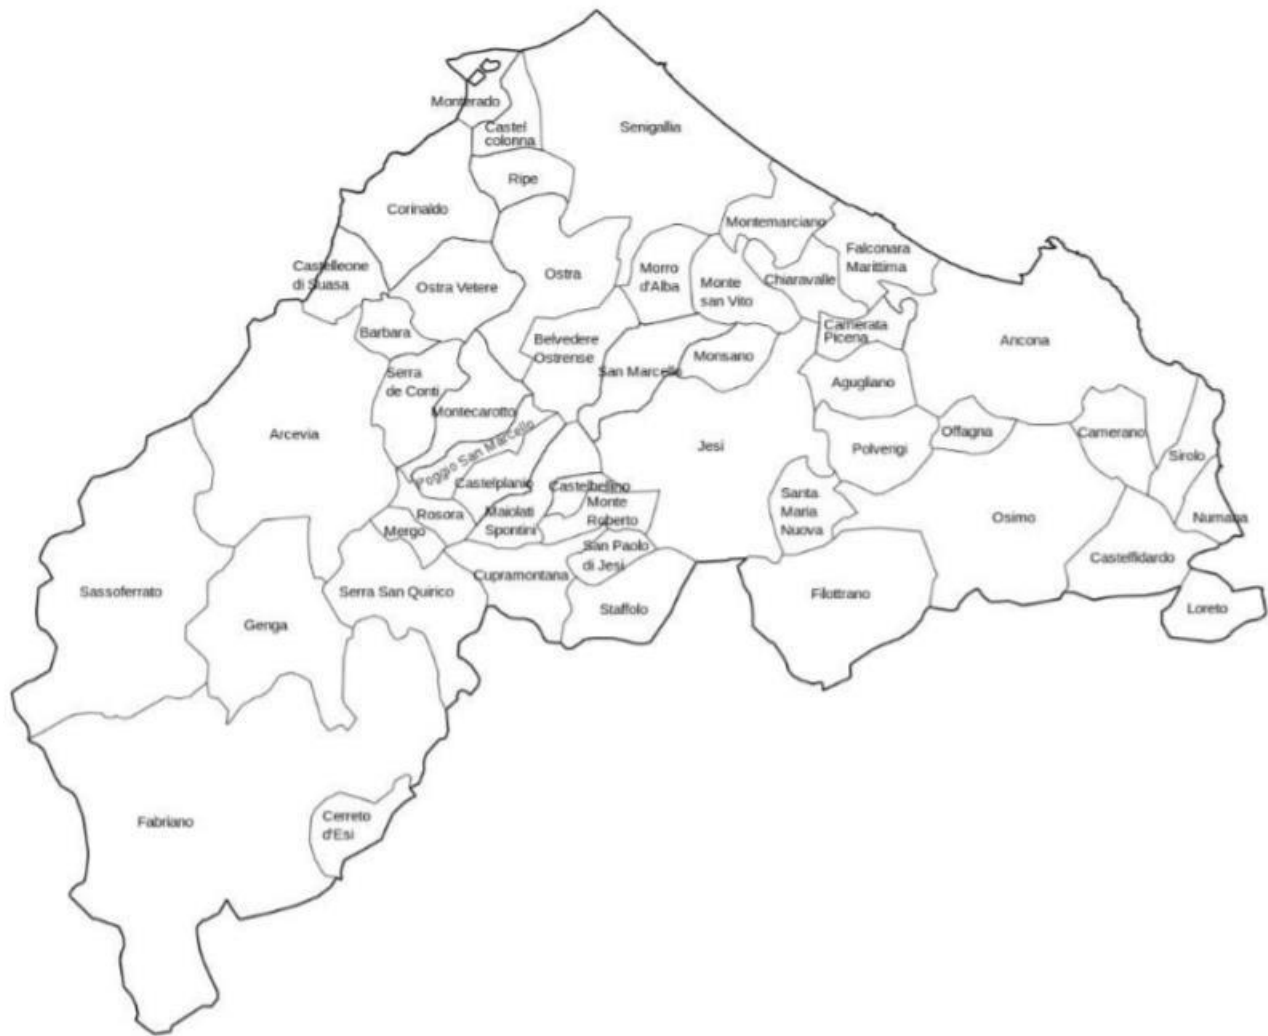 Monterado
Castel
colonna
Senigallia
Ripe
Corinaldo
Montemarciano
Castelleone
di Suasa
Ostra Vetere
Ostra
Morro
d'Alba
Monte
san Vito
Chiaravalle
Falconara
Marittima
Barbara
Belvedere
Ostrense
Camerata
Picena
Ancona
Serra
de Conti
San Marcello
Monsano
Agugliano
Arcevia
Montecarotto
Poggio San Marcello
Jesi
Polverigi
Offagna
Camerano
Sirolo
Castelplanio
Castelbellino
Rosora
Maiolati
Spontini
Monte
Roberto
Santa
Maria
Nuova
Osimo
Numana
Mergo
San Paolo
di Jesi
Castelfidardo
Sassoferrato
Serra San Quirico
Cupramontana
Staffolo
Filottrano
Loreto
Genga
Fabriano
Cerreto
d'Esi